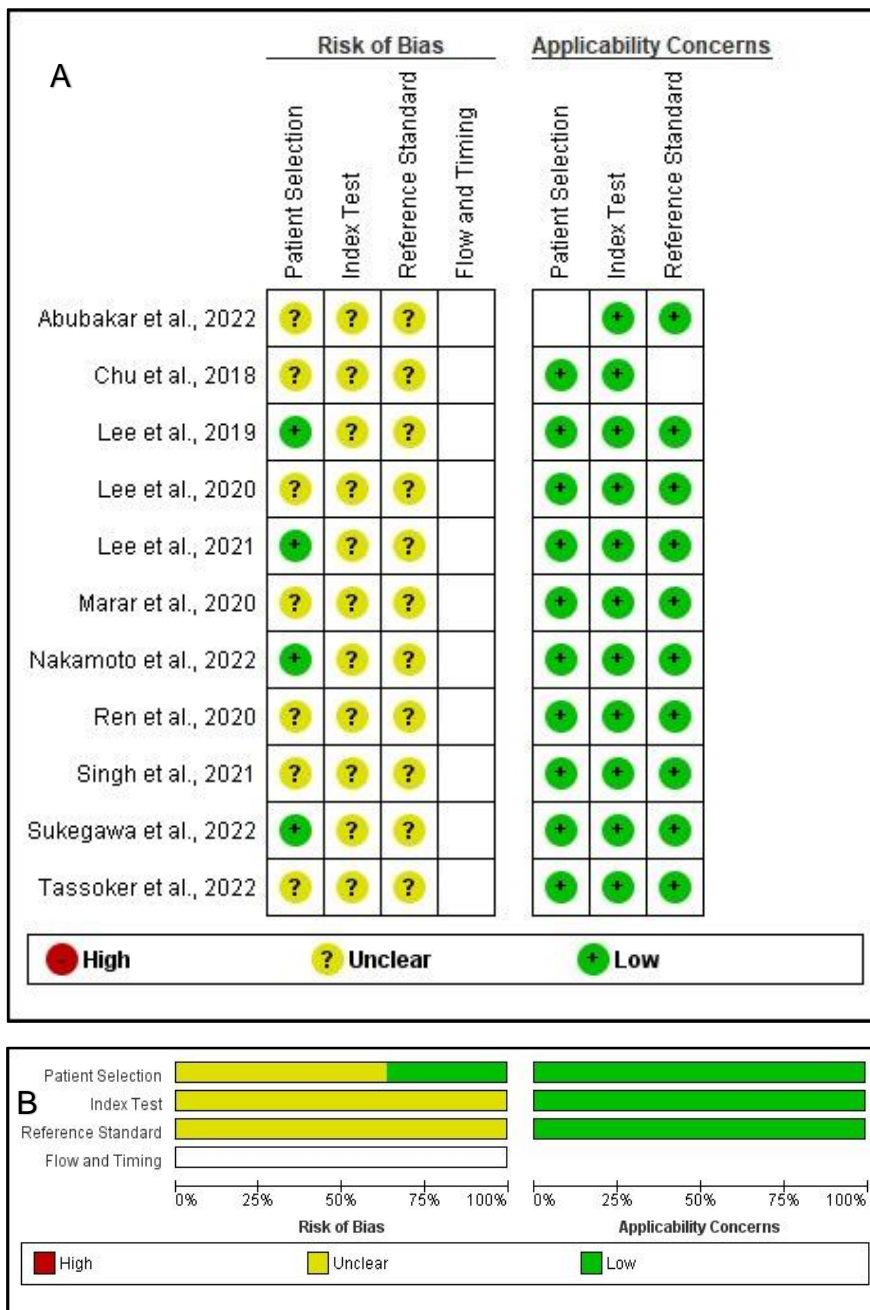 Risk of Bias Applicability Concerns
A
Patient Selection
Index Test
Reference Standard
Flow and Timing
Patient Selection
Index Test
Reference Standard
Abubakar et al., 2022 ? ? ? + +
Chu et al., 2018 ? ? ? + +
Lee et al., 2019 + ? ? + + +
Lee et al., 2020 ? ? ? + + +
Lee et al., 2021 + ? ? + + +
Marar et al., 2020 ? ? ? + + +
Nakamoto et al., 2022 + ? ? + + +
Ren et al., 2020 ? ? ? + + +
Singh et al., 2021 ? ? ? + + +
Sukegawa et al., 2022 + ? ? + + +
Tassoker et al., 2022 ? ? ? + + +
- High ? Unclear + Low
B
Patient Selection
Index Test
Reference Standard
Flow and Timing
0% 25% 50% 75% 100% 0% 25% 50% 75% 100%
Risk of Bias Applicability Concerns
High Unclear Low